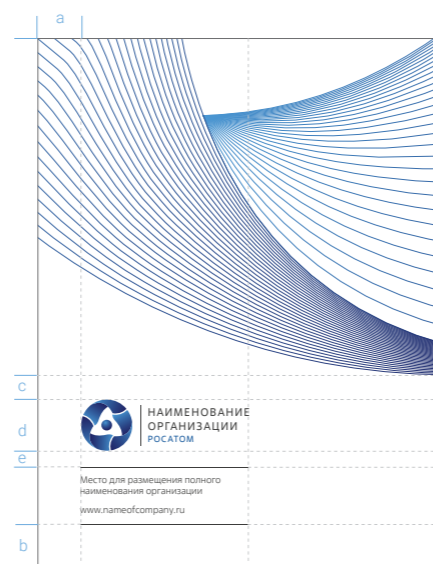 a
c
НАИМЕНОВАНИЕ
d
ОРГАНИЗАЦИИ
РОСАТОМ
e
Место для размещения полного
наименования организации
www.nameofcompany.ru
b